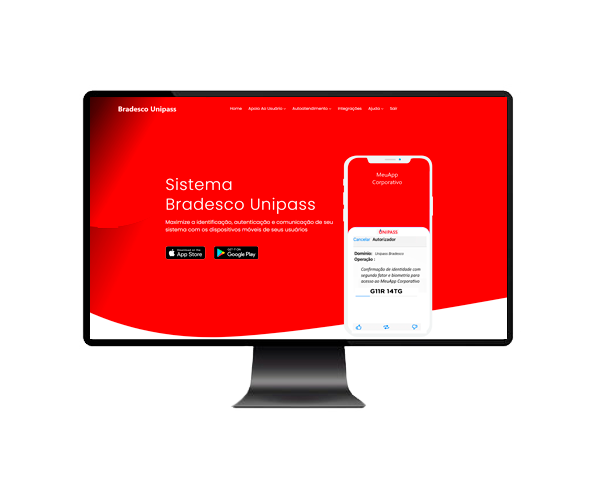 Bradesco Unipass
Home
Apoio Ao Usuário
Autoatendimento
Integrações
Ajuda
Sair
Sistema
Bradesco Unipass
Maximize a identificação, autenticação e comunicação de seu
sistema com os dispositivos móveis de seus usuários
Download on the
App Store
GET IT ON
Google Play
MeuApp
Corporativo
UNIPASS
Cancelar Autorizador
Domínio: Unipass Bradesco
Operação :
Confirmação de identidade com
segundo fator e biometria para
acesso ao MeuApp Corporativo
G11R 14TG